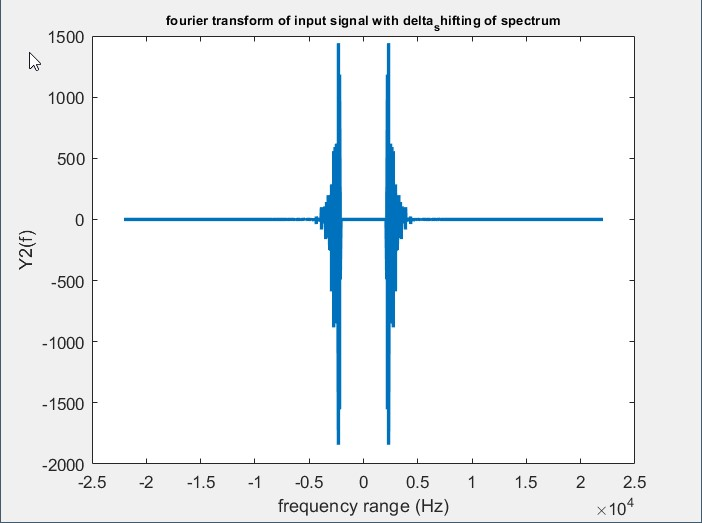 fourier transform of input signal with delta_shifting of spectrum
1500
1000
500
0
-500
-1000
-1500
-2000
Y2(f)
-2.5 -2 -1.5 -1 -0.5 0 0.5 1 1.5 2 2.5
frequency range (Hz)
×10^4